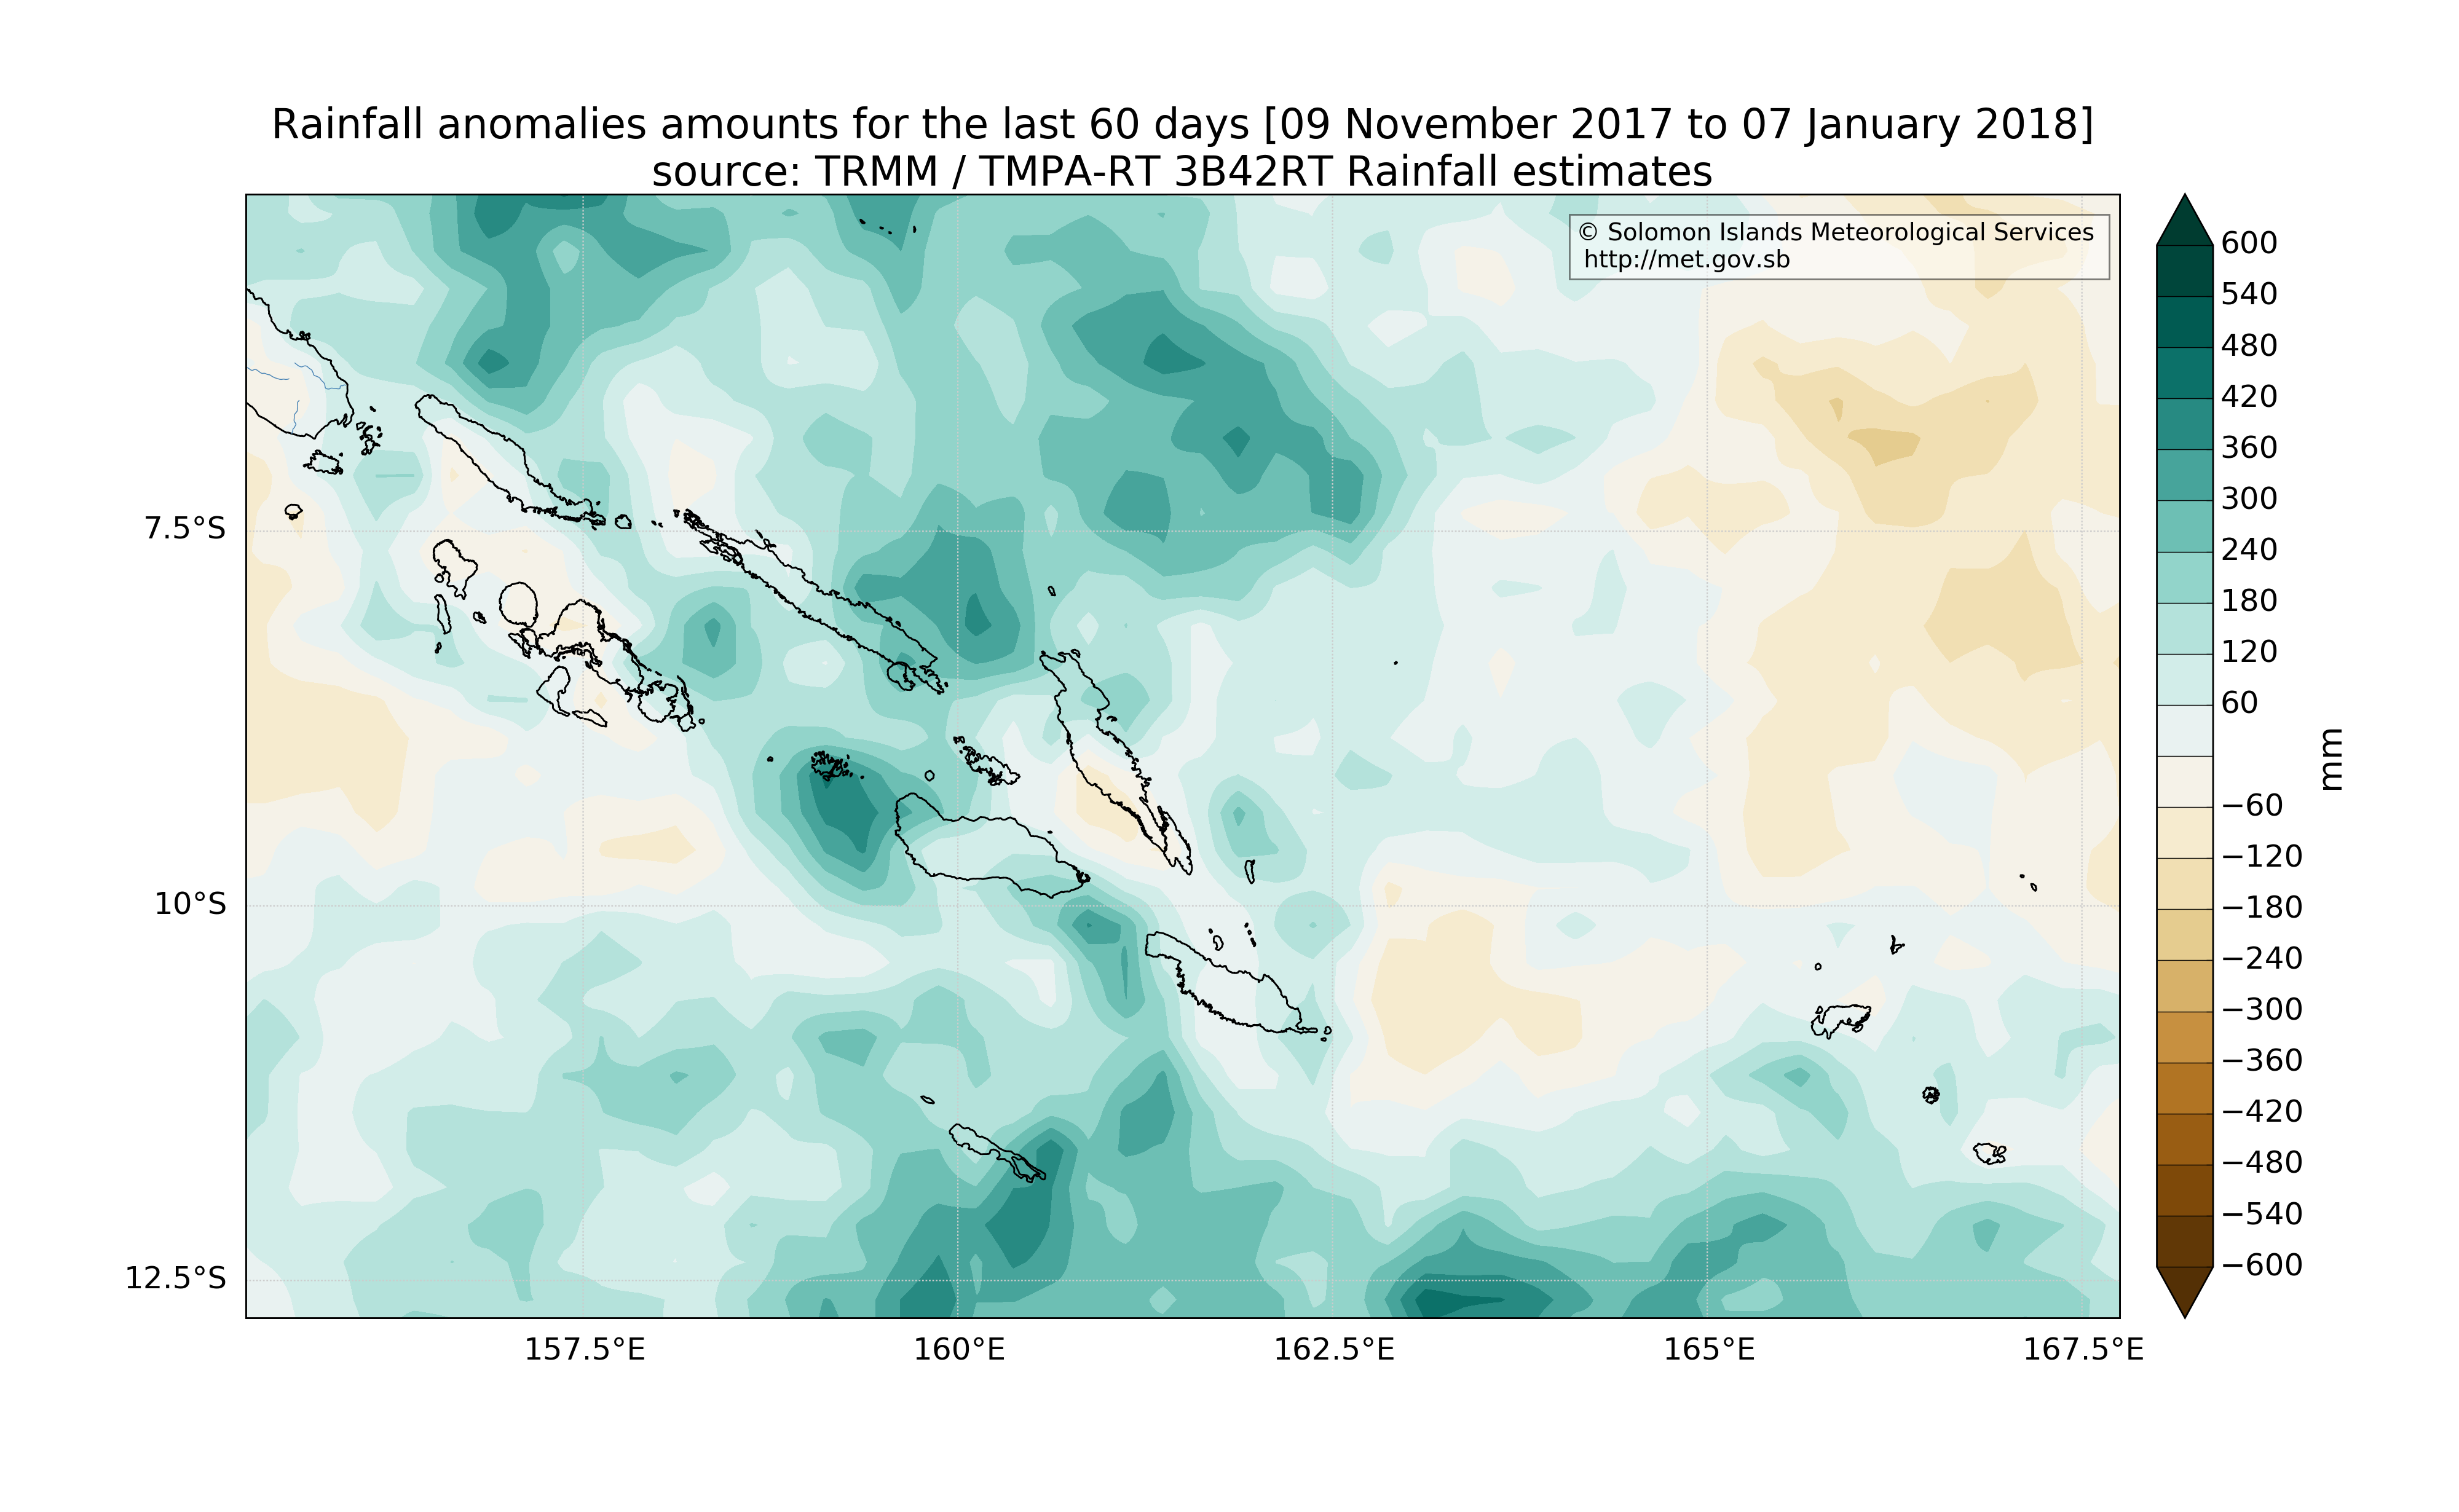 Rainfall anomalies amounts for the last 60 days [09 November 2017 to 07 January 2018]
source: TRMM / TMPA-RT 3B42RT Rainfall estimates
© Solomon Islands Meteorological Services
http://met.gov.sb
7.5°S
10°S
12.5°S
157.5°E
160°E
162.5°E
165°E
167.5°E
600
540
480
420
360
300
240
180
120
60
−60
−120
−180
−240
−300
−360
−420
−480
−540
−600
mm